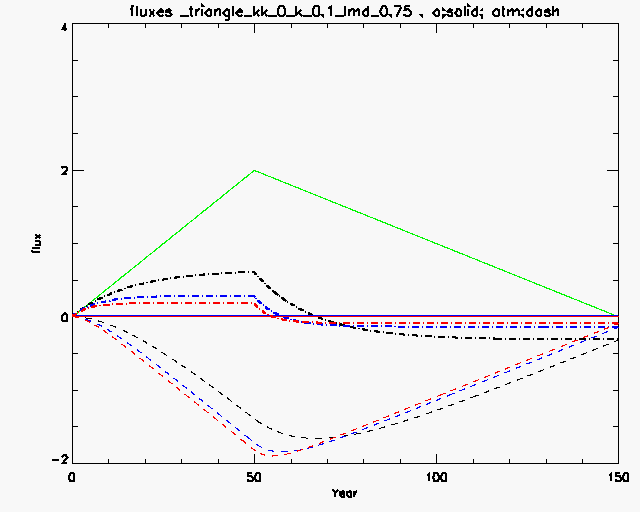 fluxes _triangle_kk_0_k_0.1_lmd_0.75 , o;solid; atm;dash
4
2
0
-2
flux
0
50
100
150
Year